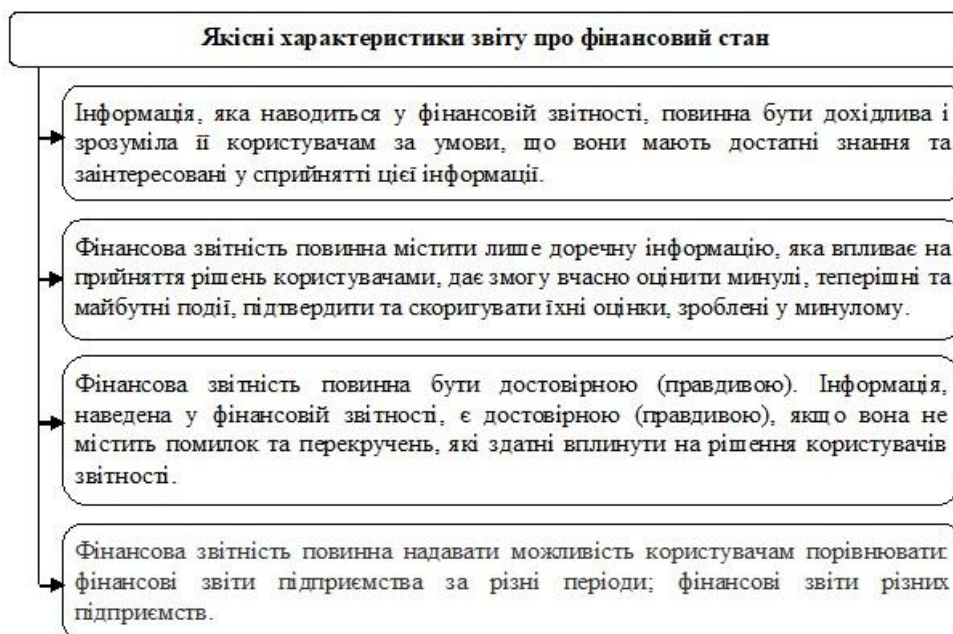 Якісні характеристики звіту про фінансовий стан
Інформація, яка наводиться у фінансовій звітності, повинна бути дохідлива і
зрозуміла її користувачам за умови, що вони мають достатні знання та
заінтересовані у сприйнятті цієї інформації.
Фінансова звітність повинна містити лише доречну інформацію, яка впливає на
прийняття рішень користувачами, дає змогу вчасно оцінити минулі, теперішні та
майбутні події, підтвердити та скоригувати їхні оцінки, зроблені у минулому.
Фінансова звітність повинна бути достовірною (правдивою). Інформація,
наведена у фінансовій звітності, є достовірною (правдивою), якщо вона не
містить помилок та перекручень, які здатні вплинути на рішення користувачів
звітності.
Фінансова звітність повинна надавати можливість користувачам порівнювати:
фінансові звіти підприємства за різні періоди; фінансові звіти різних
підприємств.